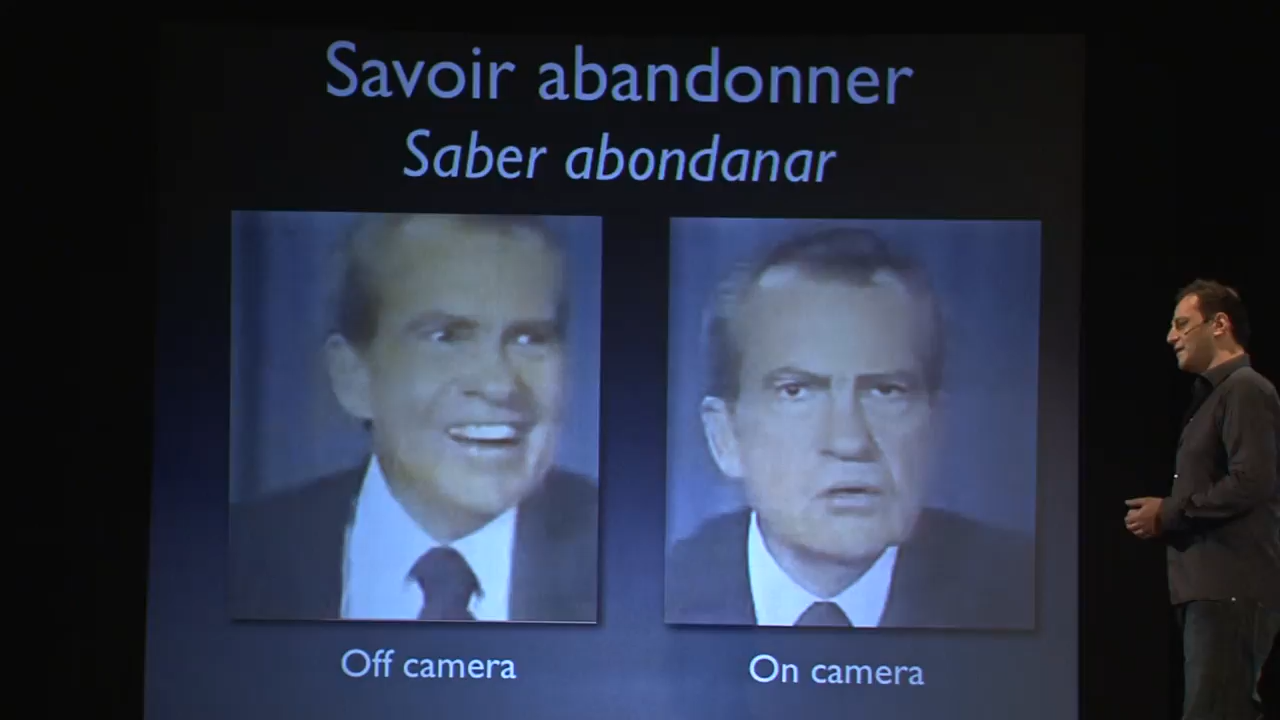 Savoir abandonner
Saber abondanar
Off camera
On camera